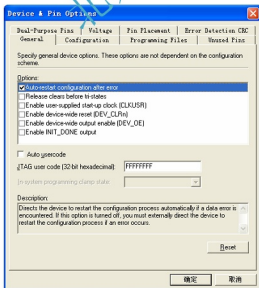 Device & Pin Options
Dual-Purpose Pins Voltage Pin Placement Error Detection CRC
General Configuration Programming Files Unused Pins
Specify general device options. These options are not dependent on the configuration
scheme.
Options:
Auto-restart configuration after error
Release clears before tri-states
Enable user-supplied start-up clock (CLKUSR)
Enable device-wide reset (DEV_CLRn)
Enable device-wide output enable (DEV_OE)
Enable INIT_DONE output
Auto usercode
JTAG user code (32-bit hexadecimal): FFFFFFFF
In system programming clamp state:
Description:
Directs the device to restart the configuration process automatically if a data error is
encountered. If this option is turned off, you must externally direct the device to
restart the configuration process if an error occurs.
Reset
确定 取消